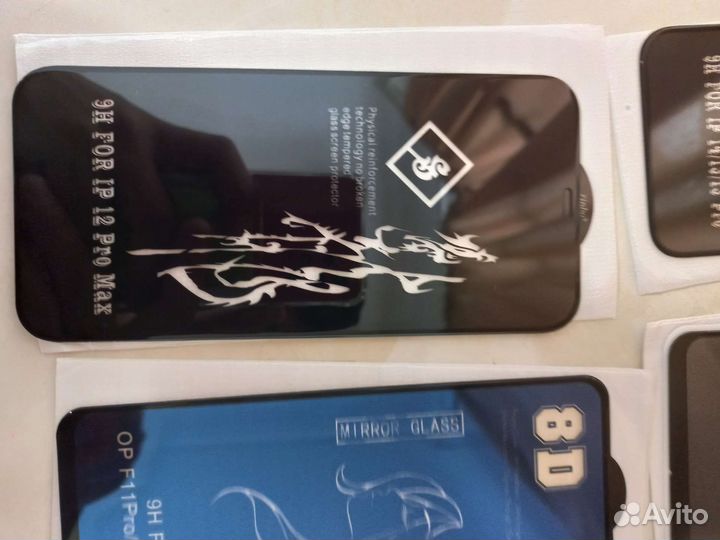 S
Physical reinforcement
technology no broken
edge tempered
glass screen protector
9H FOR IP 12 Pro Max
8D
MIRROR GLASS
OP F11Pro
9H F
Avito